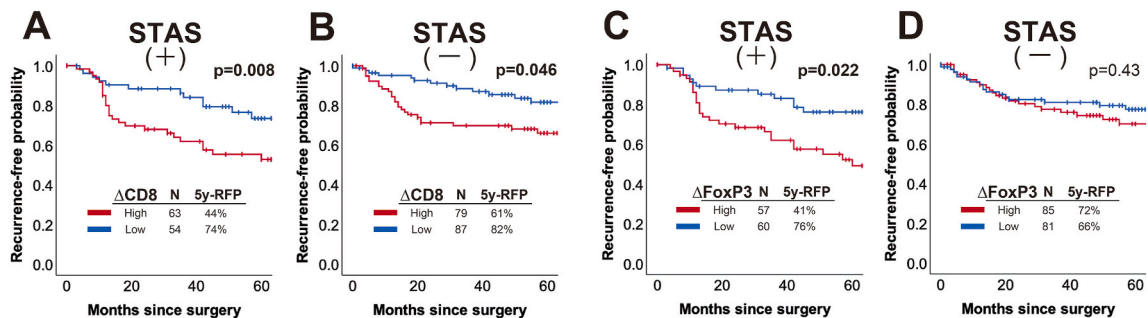 A
STAS
(+)
p=0.008
Recurrence-free probability
1.0
0.8
0.6
0.4
0.2
0.0
ΔCD8 N 5y-RFP
High 63 44%
Low 54 74%
0 20 40 60
Months since surgery
B
STAS
(−)
p=0.046
Recurrence-free probability
1.0
0.8
0.6
0.4
0.2
0.0
ΔCD8 N 5y-RFP
High 79 61%
Low 87 82%
0 20 40 60
Months since surgery
C
STAS
(+)
p=0.022
Recurrence-free probability
1.0
0.8
0.6
0.4
0.2
0.0
ΔFoxP3 N 5y-RFP
High 57 41%
Low 60 76%
0 20 40 60
Months since surgery
D
STAS
(−)
p=0.43
Recurrence-free probability
1.0
0.8
0.6
0.4
0.2
0.0
ΔFoxP3 N 5y-RFP
High 85 72%
Low 81 66%
0 20 40 60
Months since surgery